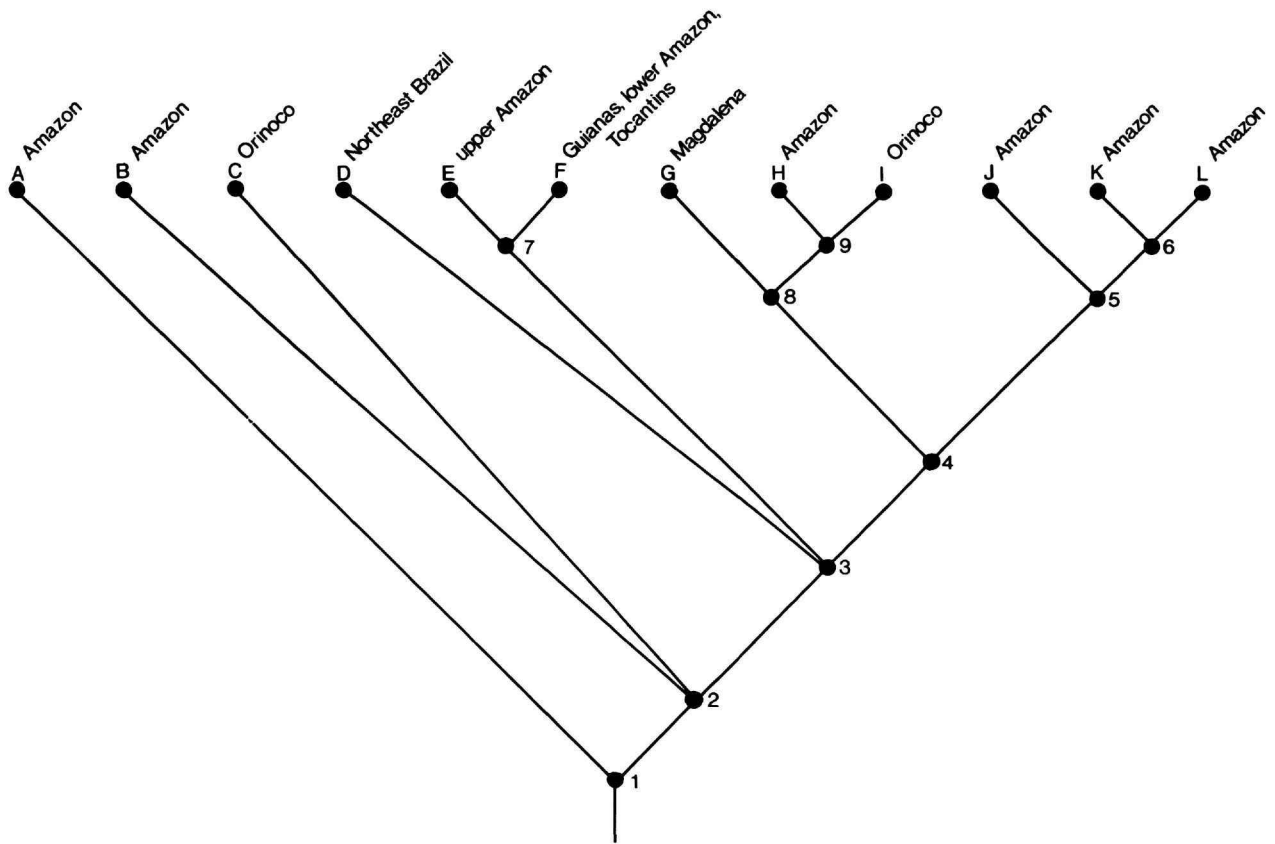 Amazon
Amazon
Orinoco
Northeast Brazil
upper Amazon
Guianas, lower Amazon,
Tocantins
Magdalena
Amazon
Orinoco
Amazon
Amazon
Amazon
A B C D E F G H I J K L
7 9 6
8 5
4
3
2
1